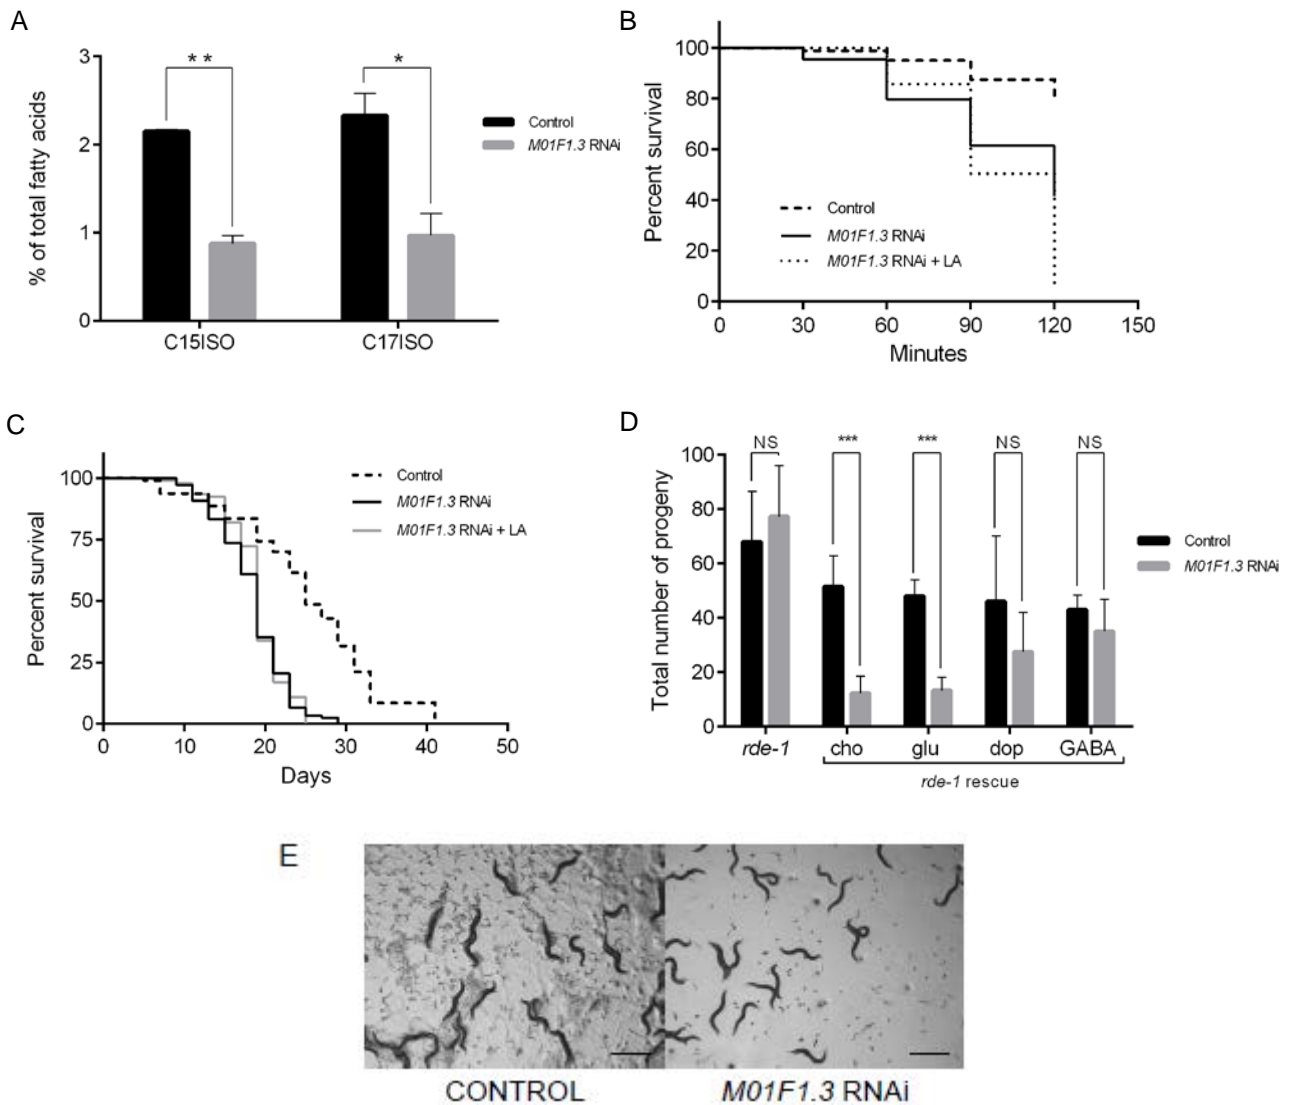 A
3
2
1
0
% of total fatty acids
* *
*
C15ISO
C17ISO
Control
M01F1.3 RNAi
B
100
80
60
40
20
0
Percent survival
Control
M01F1.3 RNAi
M01F1.3 RNAi + LA
0 30 60 90 120 150
Minutes
C
100
75
50
25
0
Percent survival
Control
M01F1.3 RNAi
M01F1.3 RNAi + LA
0 10 20 30 40 50
Days
D
100
80
60
40
20
0
Total number of progeny
NS *** *** NS NS
Control
M01F1.3 RNAi
rde-1 cho glu dop GABA
rde-1 rescue
E
CONTROL
M01F1.3 RNAi